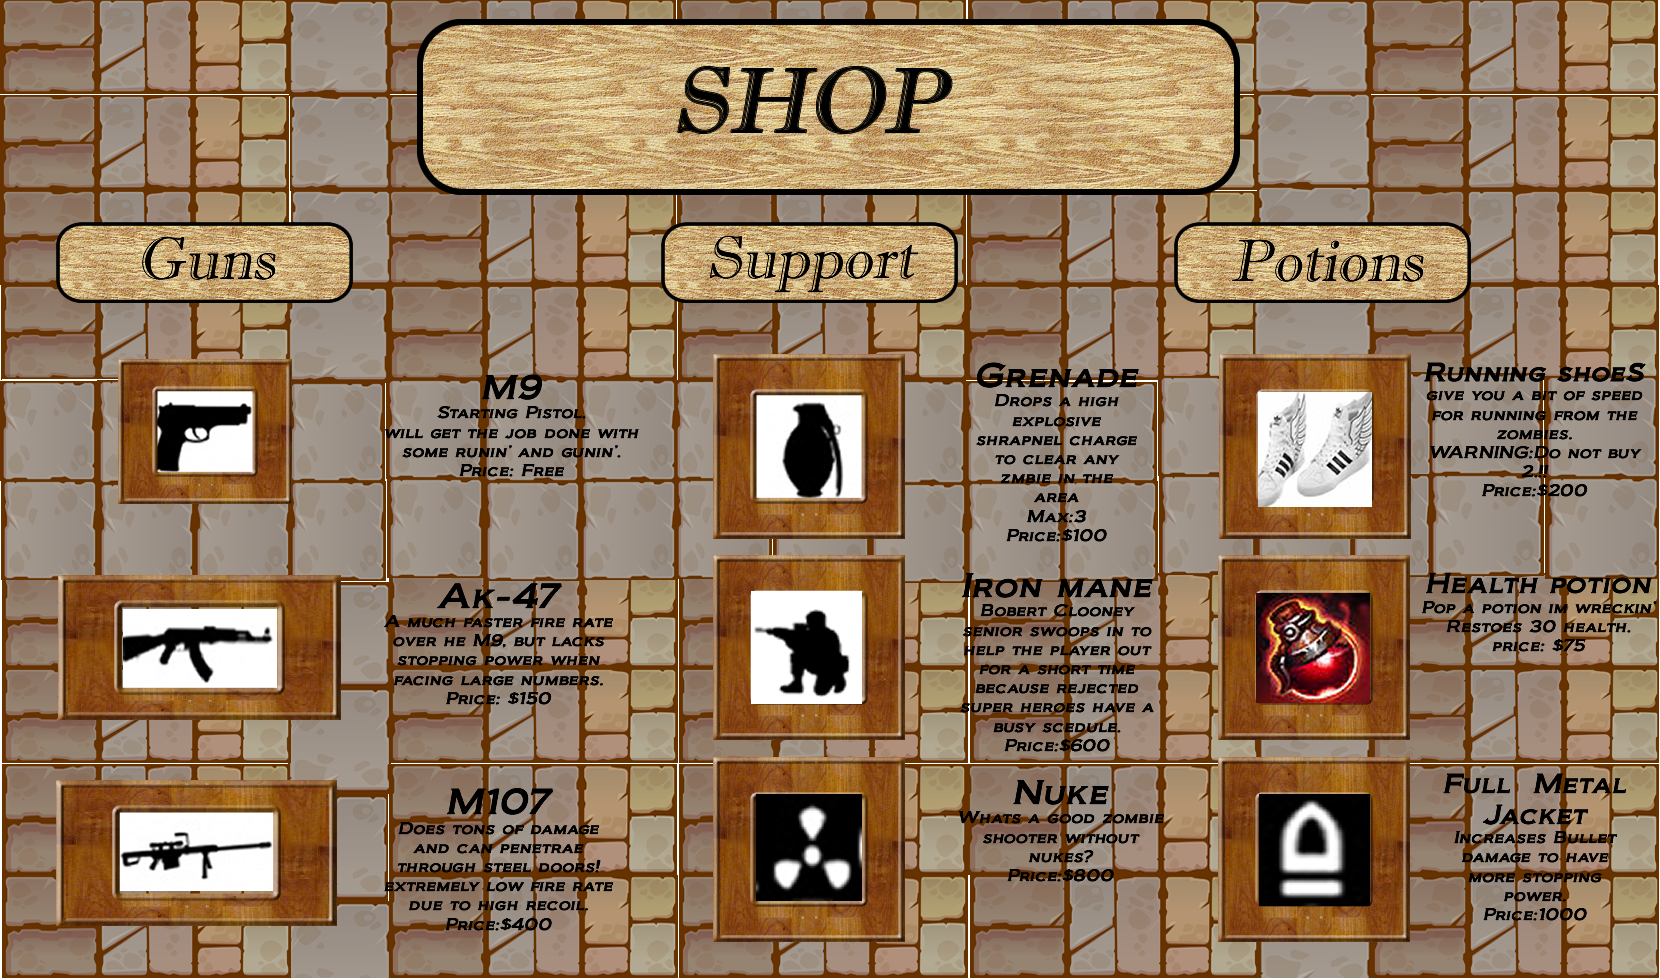 SHOP
Guns
M9
Starting Pistol.
will get the job done with
some runin' and gunin'.
Price: Free
Ak-47
A much faster fire rate
over he M9, but lacks
stopping power when
facing large numbers.
Price: $150
M107
Does tons of damage
and can penetrae
through steel doors!
extremely low fire rate
due to high recoil.
Price:$400
Support
Grenade
Drops a high
explosive
shrapnel charge
to clear any
zmbie in the
area
Max:3
Price:$100
Iron mane
Bobert Clooney
senior swoops in to
help the player out
for a short time
because rejected
super heroes have a
busy scedule.
Price:$600
Nuke
Whats a good zombie
shooter without
nukes?
Price:$800
Potions
Running shoeS
give you a bit of speed
for running from the
zombies.
WARNING:Do not buy
2.!!
Price:$200
Health potion
Pop a potion im wreckin'
Restoes 30 health.
price: $75
Full Metal
Jacket
Increases Bullet
damage to have
more stopping
power.
Price:1000